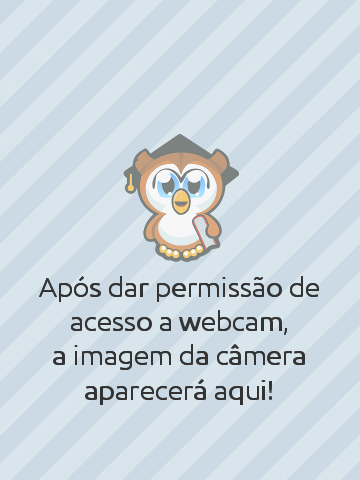 Após dar permissão de
acesso a webcam,
a imagem da câmera
aparecerá aqui!